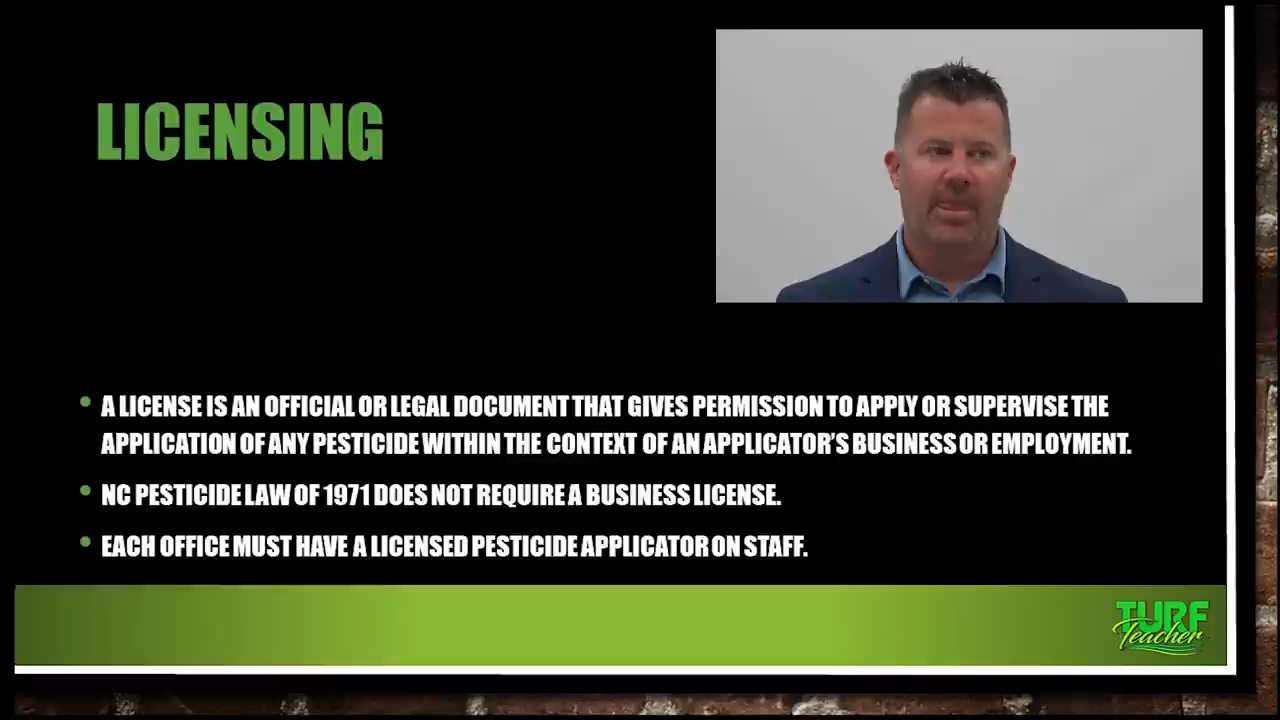 LICENSING
A LICENSE IS AN OFFICIAL OR LEGAL DOCUMENT THAT GIVES PERMISSION TO APPLY OR SUPERVISE THE
APPLICATION OF ANY PESTICIDE WITHIN THE CONTEXT OF AN APPLICATOR'S BUSINESS OR EMPLOYMENT.
NC PESTICIDE LAW OF 1971 DOES NOT REQUIRE A BUSINESS LICENSE.
EACH OFFICE MUST HAVE A LICENSED PESTICIDE APPLICATOR ON STAFF.
TURF
Teacher